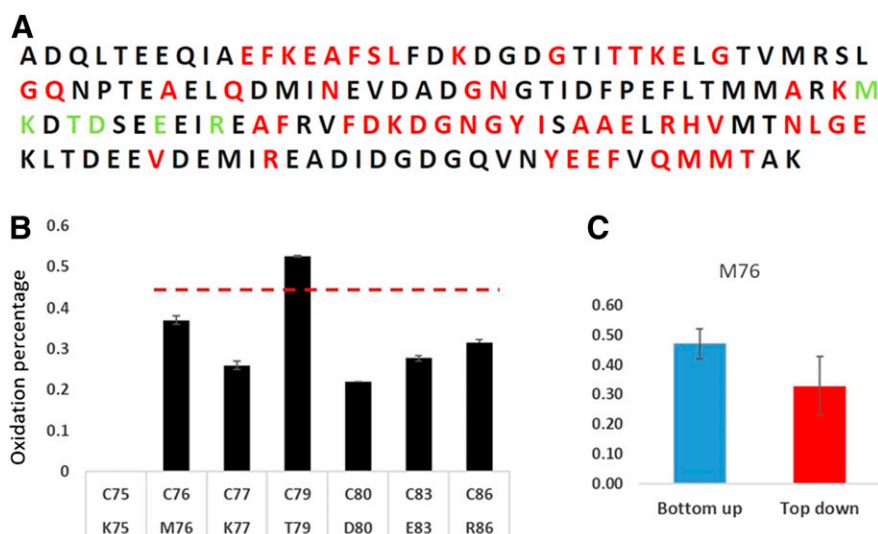 A
ADQLTEEQIAEFKEAFSLFDKDGDGTITTKELGTVMRSL
GQNPTEAELQDMINEVDADGNGTIDFPEFLTMMARKM
KDTDSEEEIREAFRVFDKDGNGYISAAELRHVMTNLGE
KLTDEEVDEMIREADIDGDGQVNYEEFVQMMTAK
B
Oxidation percentage
0.6
0.5
0.4
0.3
0.2
0.1
0
C75 C76 C77 C79 C80 C83 C86
K75 M76 K77 T79 D80 E83 R86
C
M76
0.60
0.50
0.40
0.30
0.20
0.10
0.00
Bottom up Top down